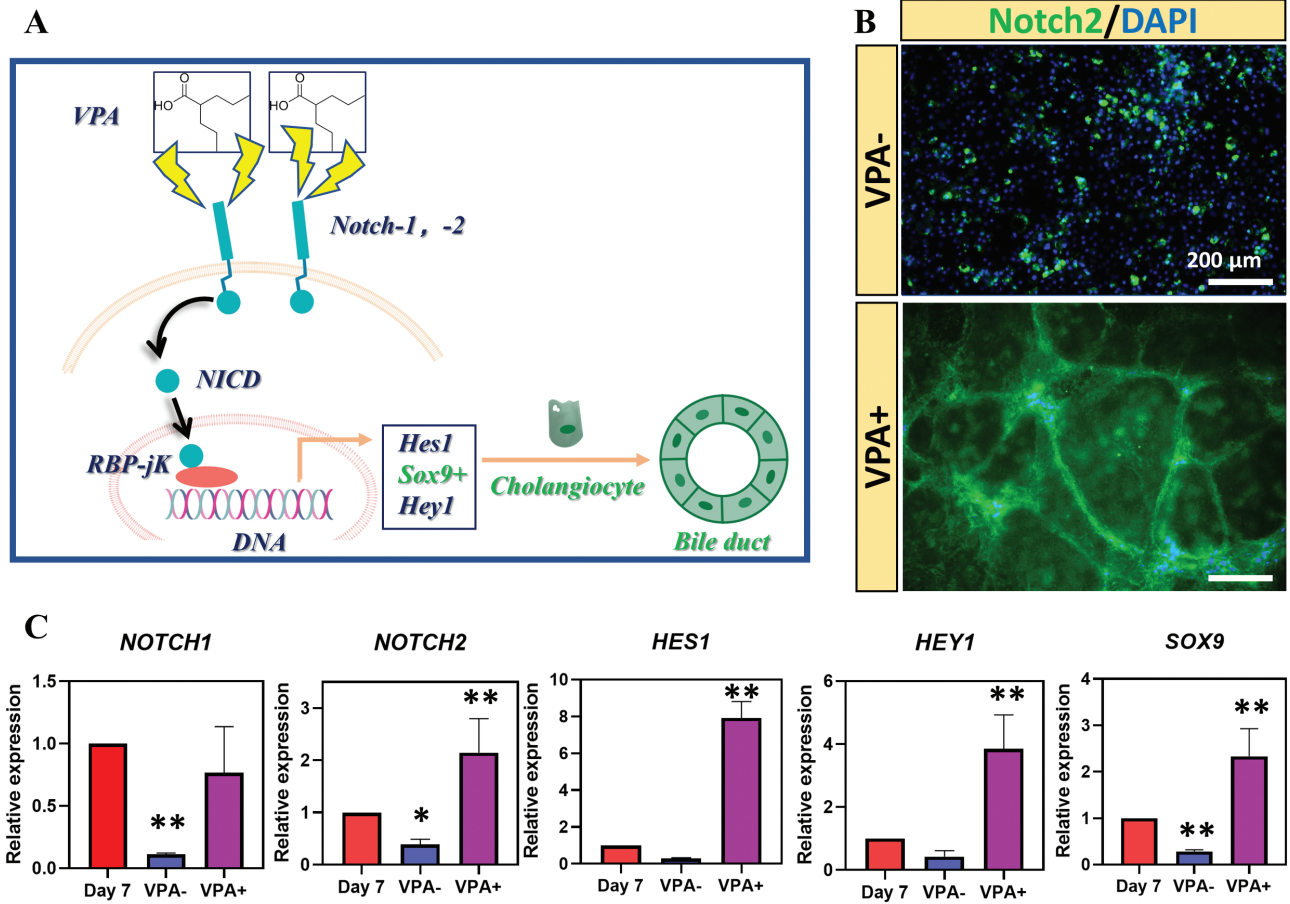 A
VPA
O
HO
O
HO
Notch-1，-2
NICD
RBP-jK
DNA
Hes1
Sox9+
Hey1
Cholangiocyte
Bile duct
B
Notch2/DAPI
VPA-
200 μm
VPA+
C
NOTCH1
Relative expression
1.5
1.0
0.5
0.0
**
Day 7 VPA- VPA+
NOTCH2
Relative expression
3
2
1
0
*
**
Day 7 VPA- VPA+
HES1
Relative expression
10
8
6
4
2
0
**
Day 7 VPA- VPA+
HEY1
Relative expression
6
4
2
0
**
Day 7 VPA- VPA+
SOX9
Relative expression
4
3
2
1
0
**
**
Day 7 VPA- VPA+